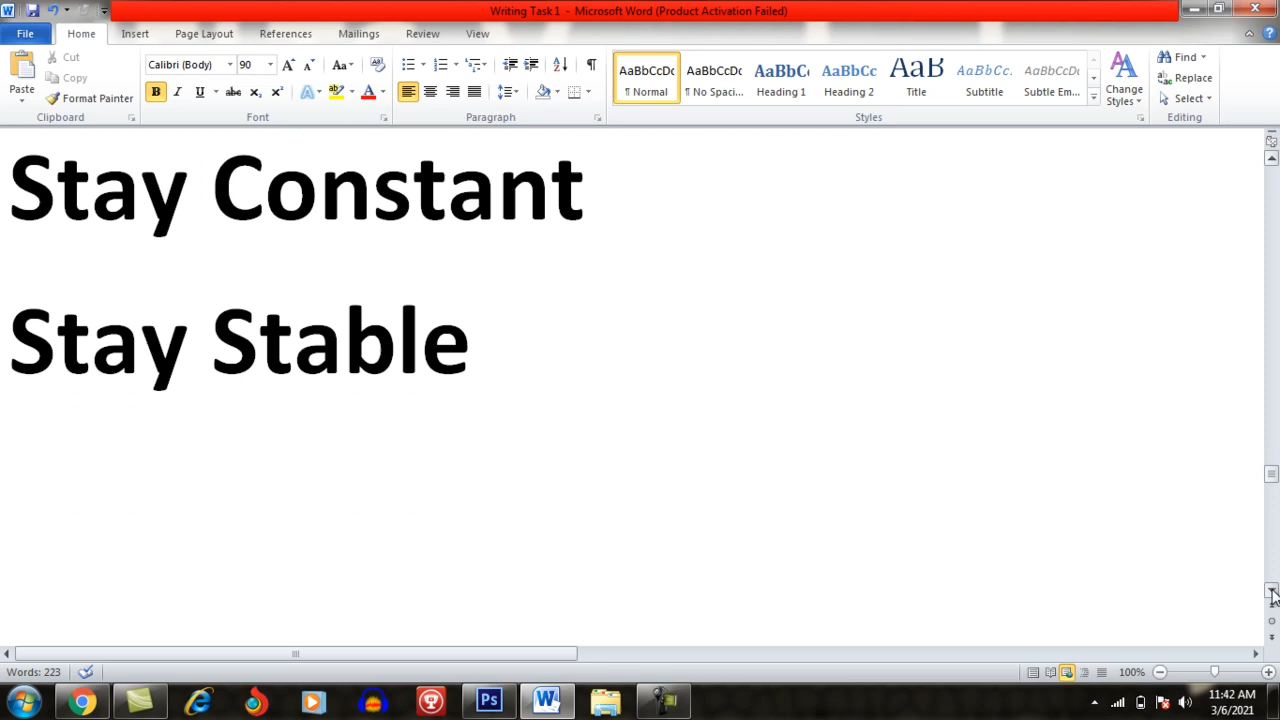 Writing Task 1 - Microsoft Word (Product Activation Failed)
File Home Insert Page Layout References Mailings Review View
Paste
Cut
Copy
Format Painter
Clipboard
Calibri (Body) 90
Font
Paragraph
AaBbCcDc AaBbCcDc AaBbCc AaBbCc AaB AaBbCc. AaBbCcDc
¶ Normal ¶ No Spaci... Heading 1 Heading 2 Title Subtitle Subtle Em...
Change Styles
Styles
Find
Replace
Select
Editing
Stay Constant
Stay Stable
Words: 223
100%
Ps
11:42 AM
3/6/2021